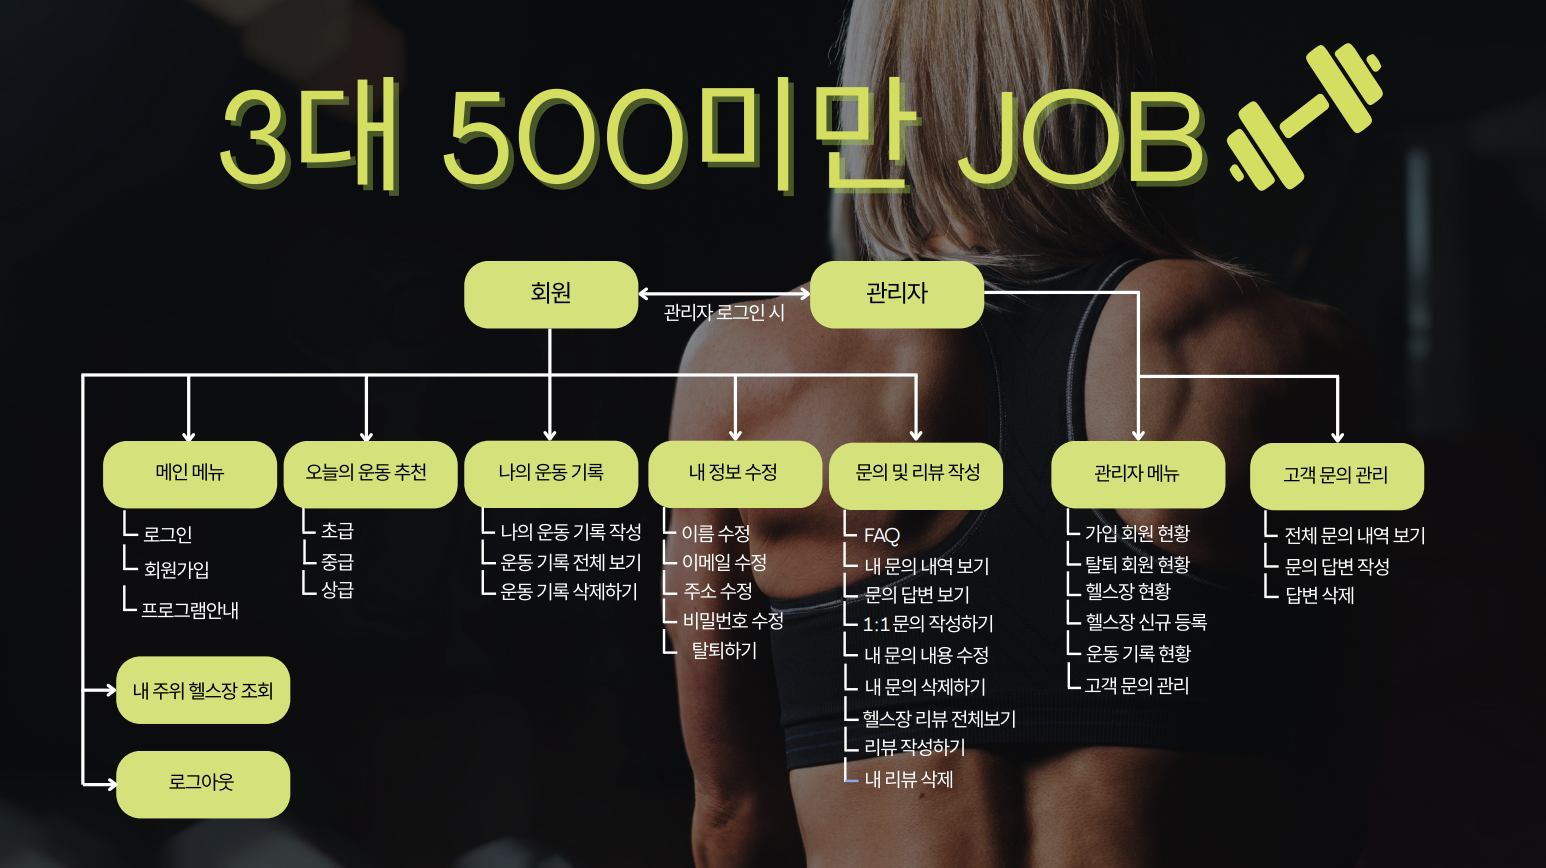 3대 500미만 JOB
회원
관리자 로그인 시
관리자
메인 메뉴
로그인
회원가입
프로그램안내
오늘의 운동 추천
초급
중급
상급
나의 운동 기록
나의 운동 기록 작성
운동 기록 전체 보기
운동 기록 삭제하기
내 정보 수정
이름 수정
이메일 수정
주소 수정
비밀번호 수정
탈퇴하기
문의 및 리뷰 작성
FAQ
내 문의 내역 보기
문의 답변 보기
1:1문의 작성하기
내 문의 내용 수정
내 문의 삭제하기
헬스장 리뷰 전체보기
리뷰 작성하기
내 리뷰 삭제
관리자 메뉴
가입 회원 현황
탈퇴 회원 현황
헬스장 현황
헬스장 신규 등록
운동 기록 현황
고객 문의 관리
고객 문의 관리
전체 문의 내역 보기
문의 답변 작성
답변 삭제
내 주위 헬스장 조회
로그아웃